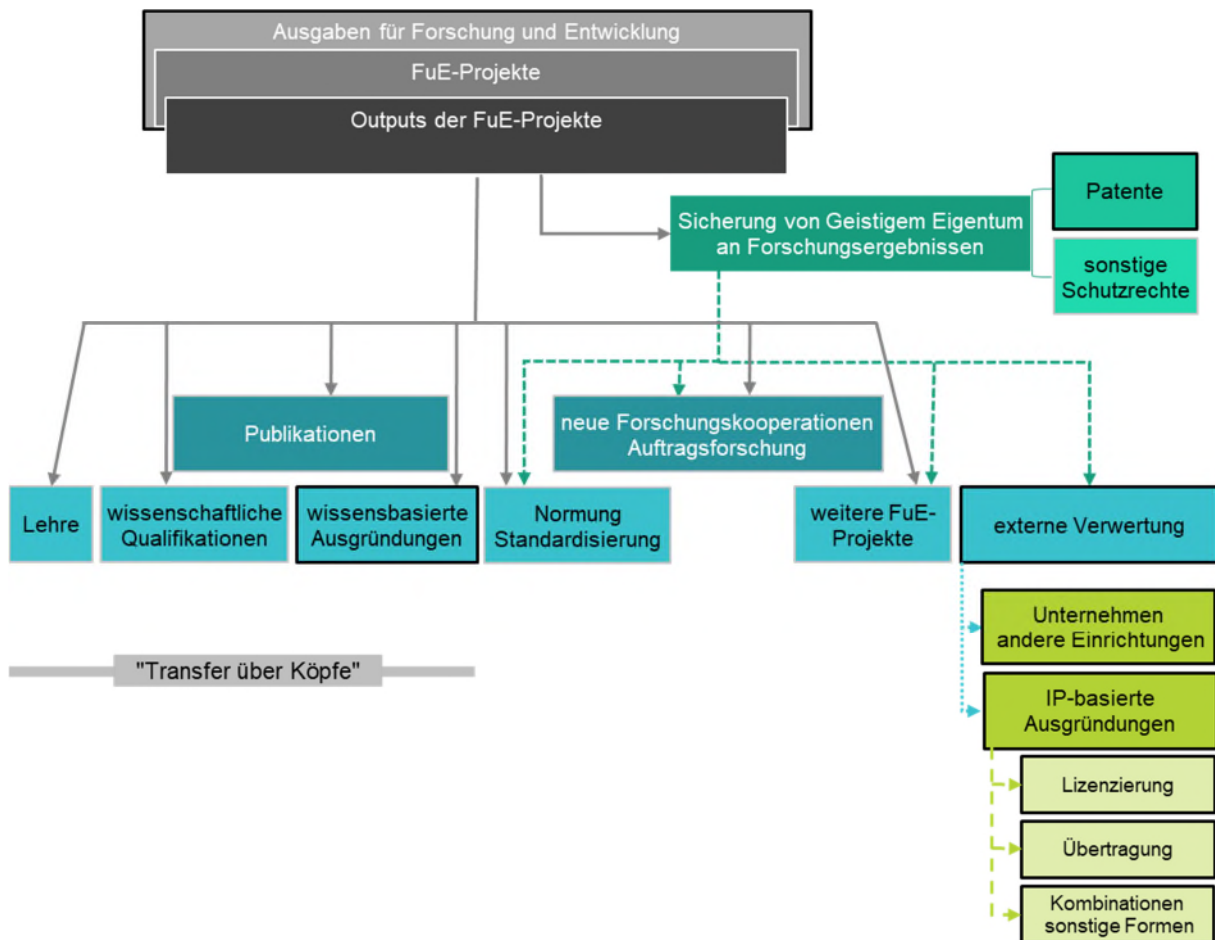 Ausgaben für Forschung und Entwicklung
FuE-Projekte
Outputs der FuE-Projekte
Patente
Sicherung von Geistigem Eigentum
an Forschungsergebnissen
sonstige
Schutzrechte
Publikationen
neue Forschungskooperationen
Auftragsforschung
Lehre
wissenschaftliche
Qualifikationen
wissensbasierte
Ausgründungen
Normung
Standardisierung
weitere FuE-
Projekte
externe Verwertung
Unternehmen
andere Einrichtungen
"Transfer über Köpfe"
IP-basierte
Ausgründungen
Lizenzierung
Übertragung
Kombinationen
sonstige Formen